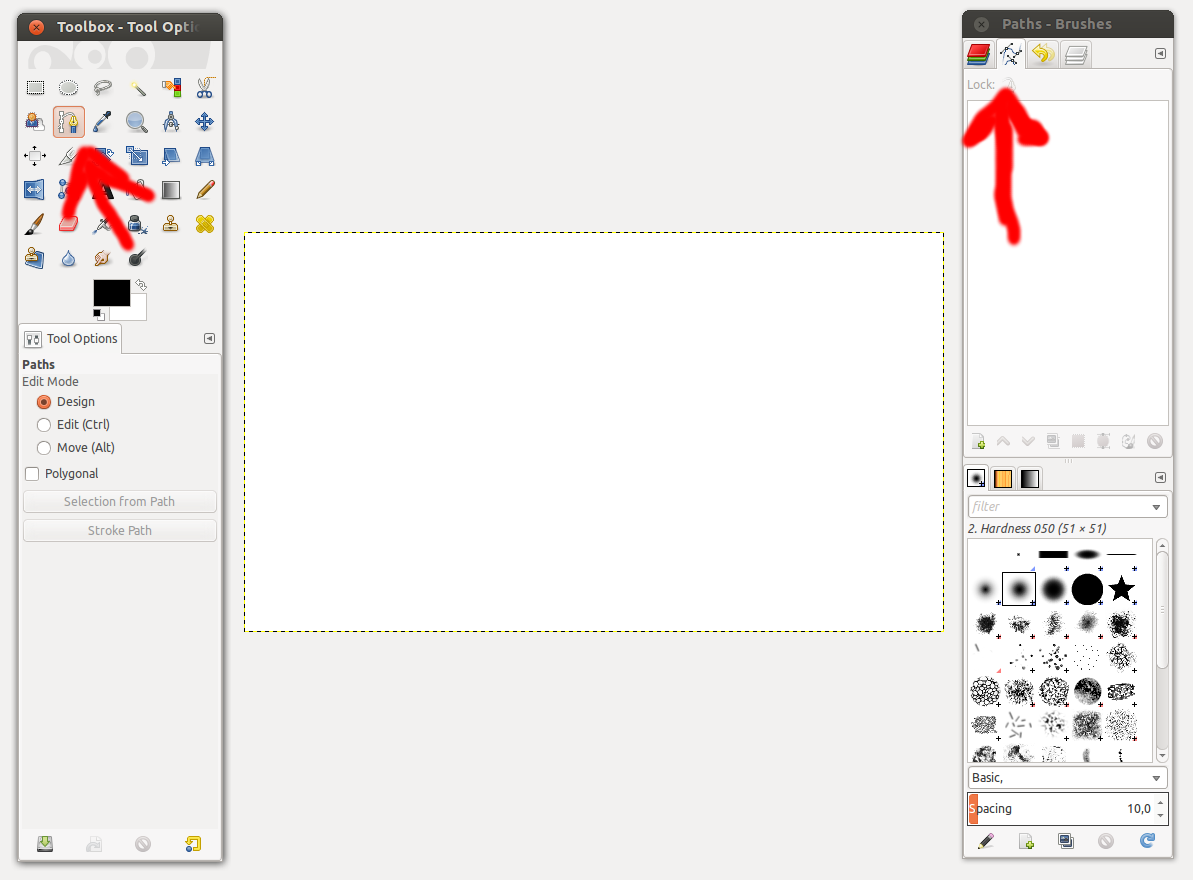 Toolbox - Tool Opti
Tool Options
Paths
Edit Mode
Design
Edit (Ctrl)
Move (Alt)
Polygonal
Selection from Path
Stroke Path
Paths - Brushes
Lock:
filter
2. Hardness 050 (51 × 51)
Basic,
Spacing 10,0